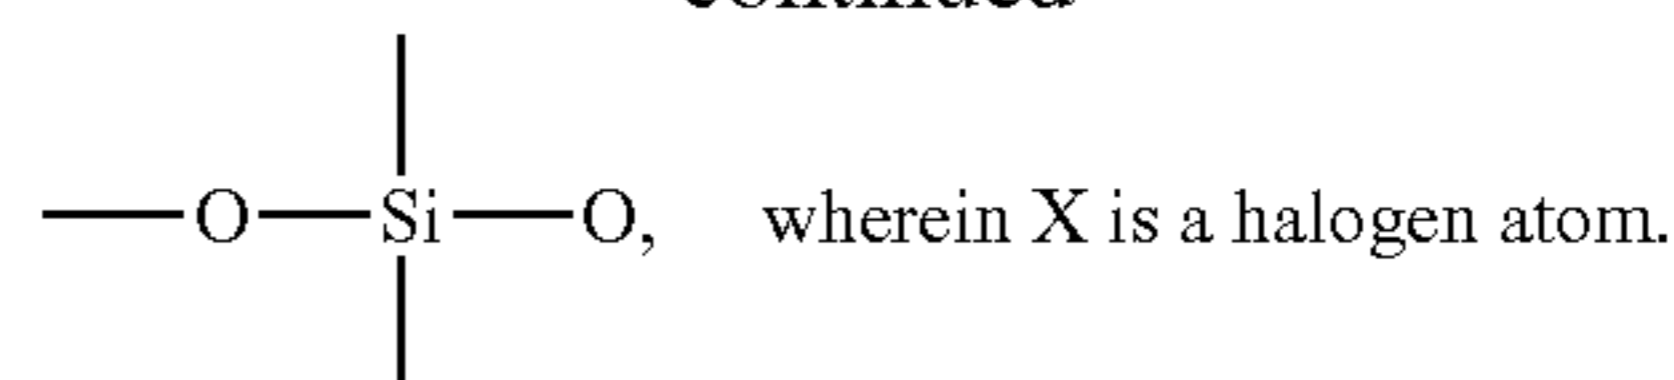 O Si O, wherein X is a halogen atom.